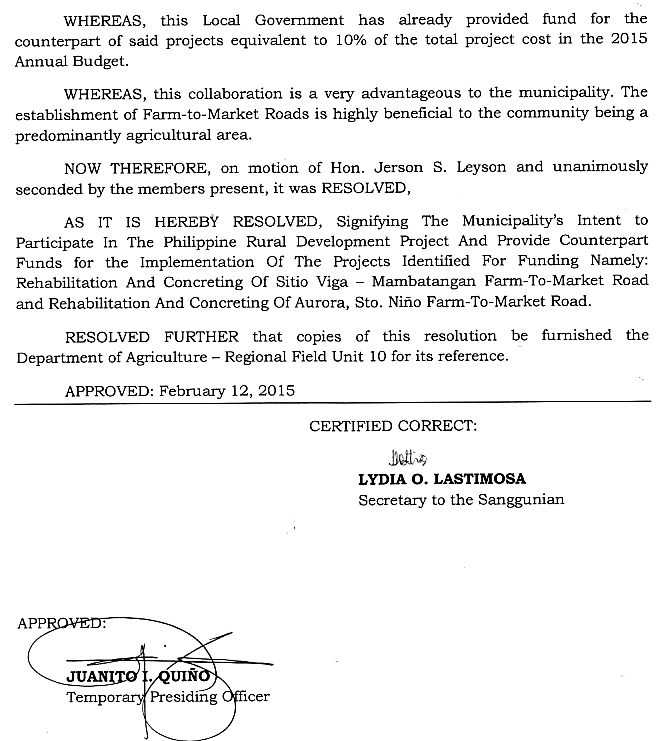 WHEREAS, this Local Government has already provided fund for the
counterpart of said projects equivalent to 10% of the total project cost in the 2015
Annual Budget.
WHEREAS, this collaboration is a very advantageous to the municipality. The
establishment of Farm-to-Market Roads is highly beneficial to the community being a
predominantly agricultural area.
NOW THEREFORE, on motion of Hon. Jerson S. Leyson and unanimously
seconded by the members present, it was RESOLVED,
AS IT IS HEREBY RESOLVED, Signifying The Municipality's Intent to
Participate In The Philippine Rural Development Project And Provide Counterpart
Funds for the Implementation Of The Projects Identified For Funding Namely:
Rehabilitation And Concreting Of Sitio Viga – Mambatangan Farm-To-Market Road
and Rehabilitation And Concreting Of Aurora, Sto. Niño Farm-To-Market Road.
RESOLVED FURTHER that copies of this resolution be furnished the
Department of Agriculture – Regional Field Unit 10 for its reference.
APPROVED: February 12, 2015
CERTIFIED CORRECT:
LYDIA O. LASTIMOSA
Secretary to the Sanggunian
APPROVED:
JUANITO I. QUIÑO
Temporary Presiding Officer